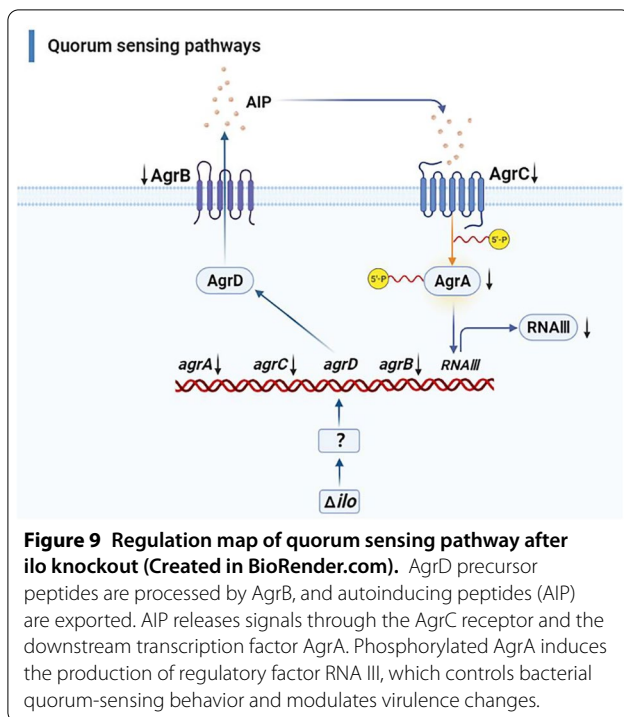 Quorum sensing pathways
AIP
↓AgrB
AgrC↓
5'-P
AgrD
5'-P
AgrA ↓
RNAIII ↓
agrA↓ agrC↓ agrD agrB↓ RNAIII
?
Δilo
Figure 9 Regulation map of quorum sensing pathway after
ilo knockout (Created in BioRender.com). AgrD precursor
peptides are processed by AgrB, and autoinducing peptides (AIP)
are exported. AIP releases signals through the AgrC receptor and the
downstream transcription factor AgrA. Phosphorylated AgrA induces
the production of regulatory factor RNA III, which controls bacterial
quorum-sensing behavior and modulates virulence changes.